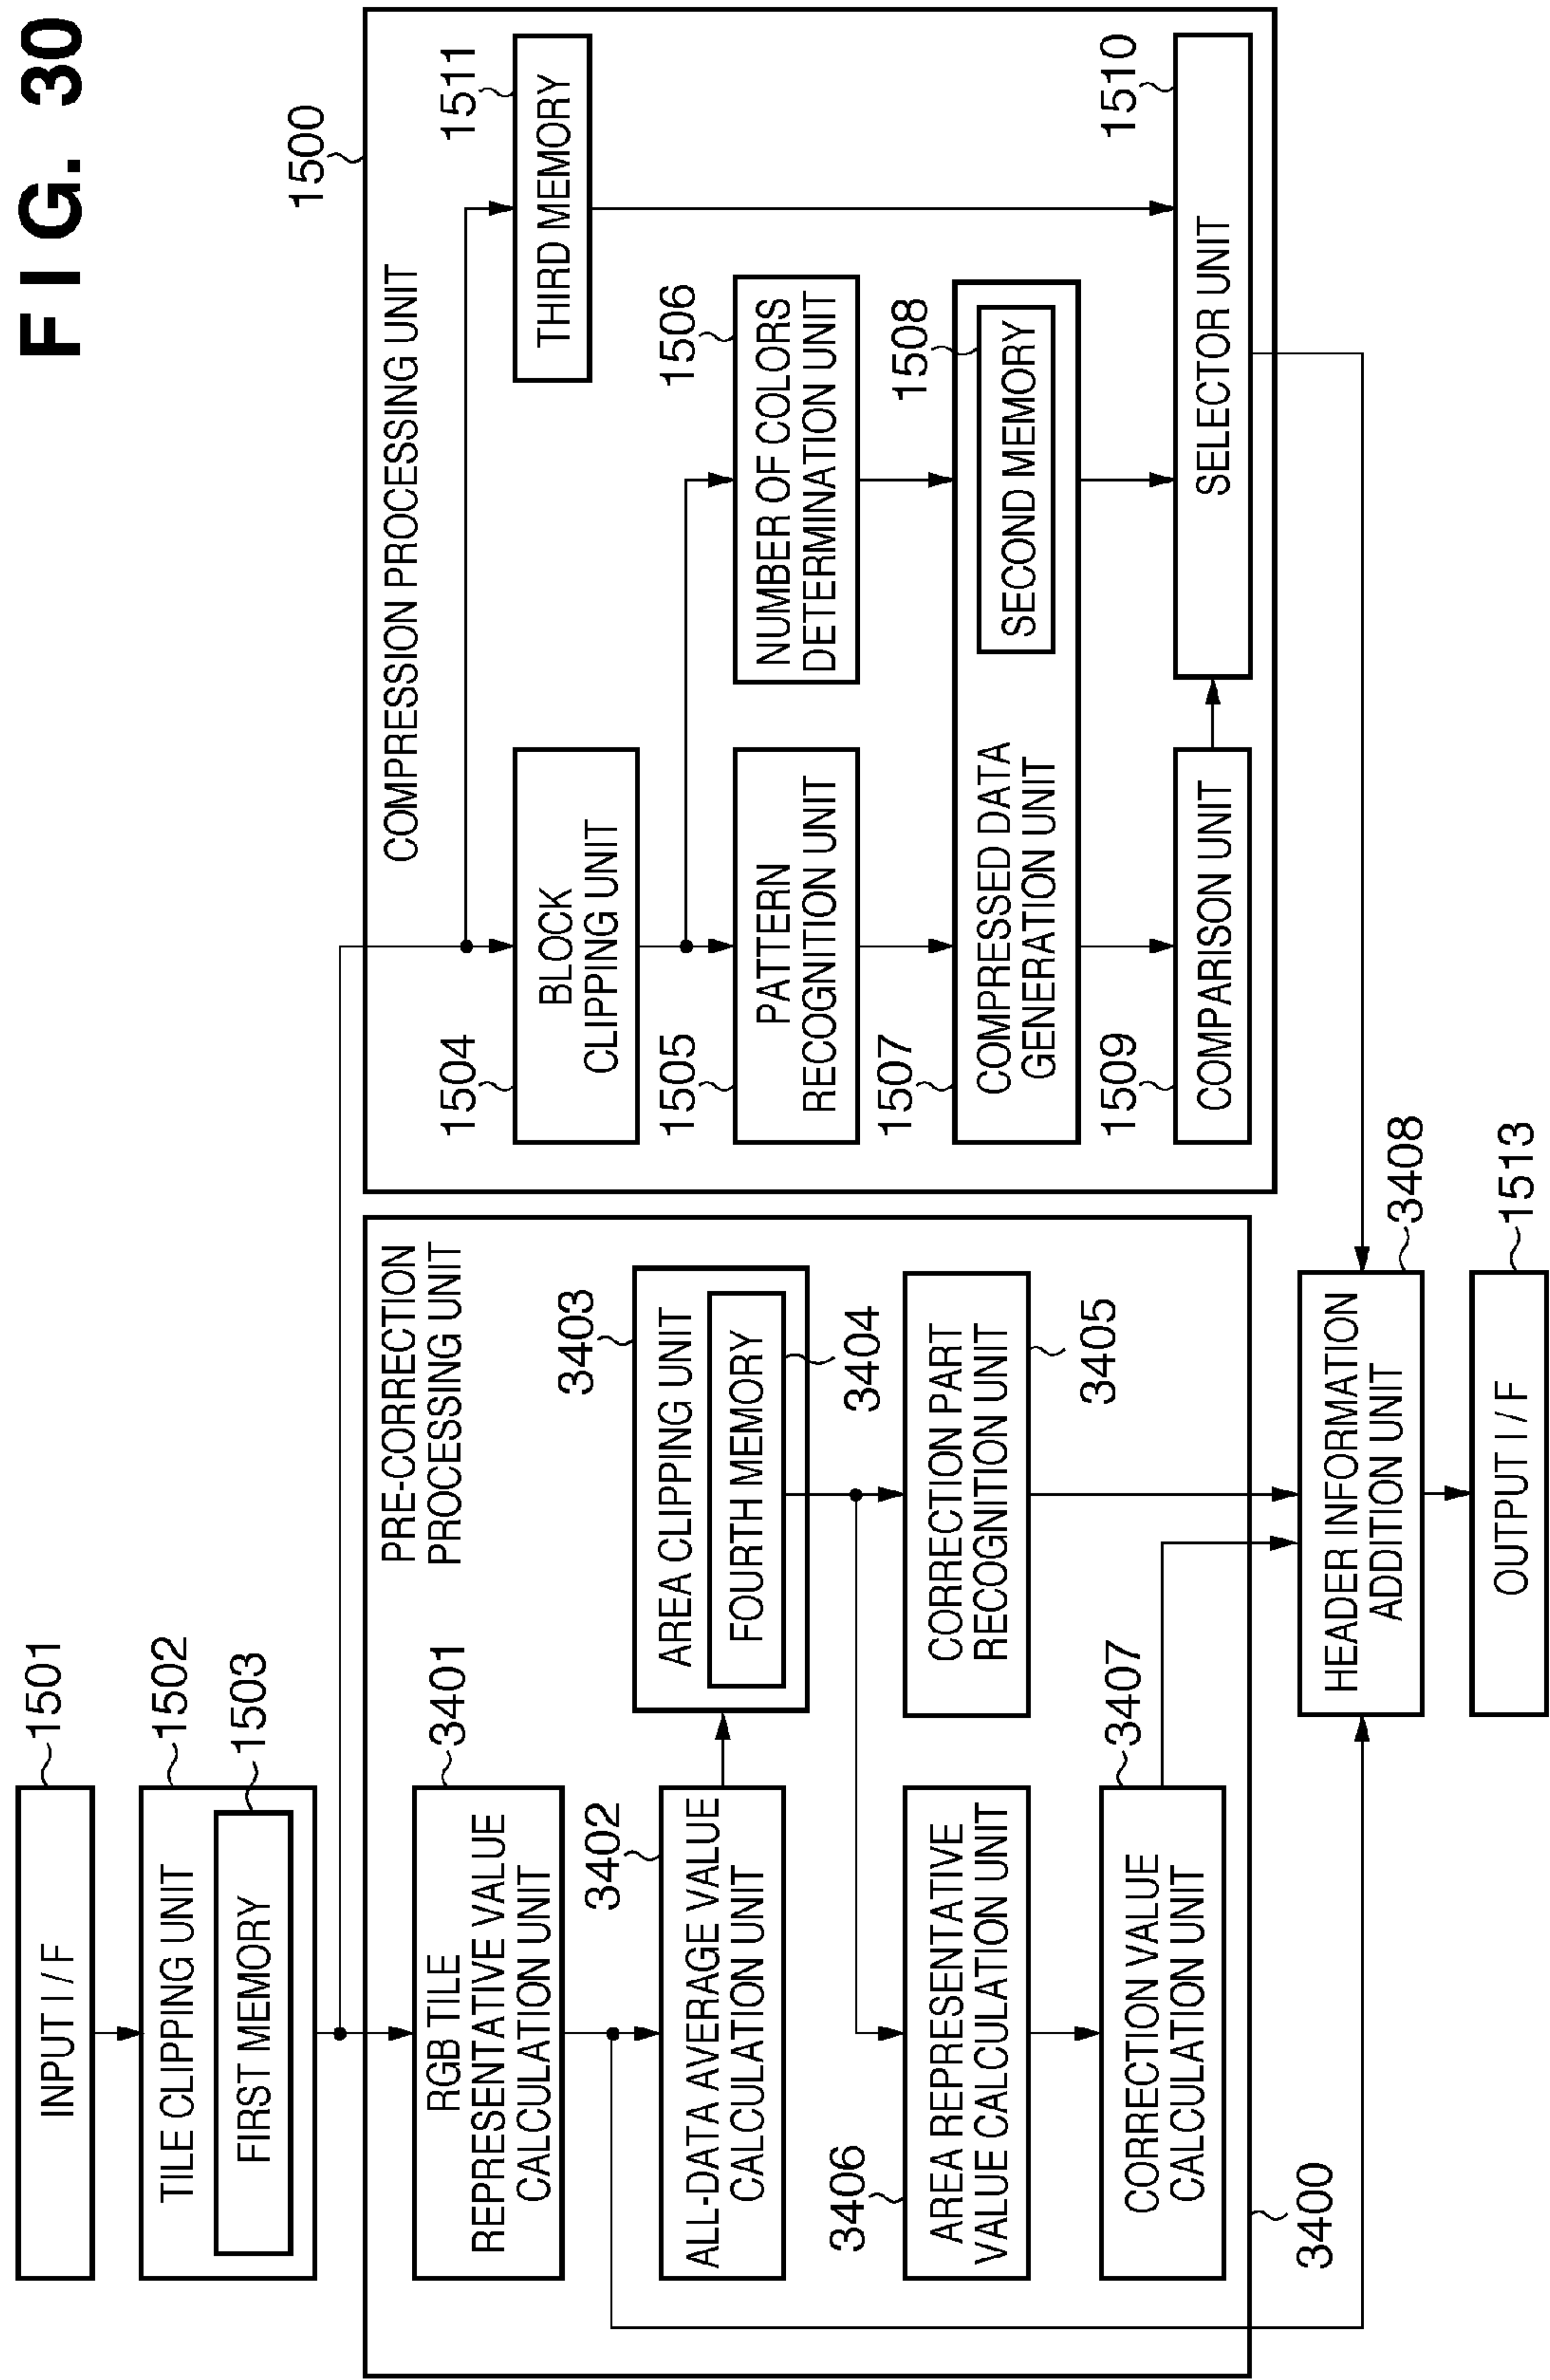 FIG. 30
INPUT I/F
1501
TILE CLIPPING UNIT
1502
FIRST MEMORY
1503
PRE-CORRECTION
PROCESSING UNIT
3400
RGB TILE
REPRESENTATIVE VALUE
CALCULATION UNIT
3401
ALL-DATA AVERAGE VALUE
CALCULATION UNIT
3402
AREA CLIPPING UNIT
3403
FOURTH MEMORY
3404
CORRECTION PART
RECOGNITION UNIT
3405
AREA REPRESENTATIVE
VALUE CALCULATION UNIT
3406
CORRECTION VALUE
CALCULATION UNIT
3407
COMPRESSION PROCESSING UNIT
1500
BLOCK
CLIPPING UNIT
1504
THIRD MEMORY
1511
PATTERN
RECOGNITION UNIT
1505
NUMBER OF COLORS
DETERMINATION UNIT
1506
COMPRESSED DATA
GENERATION UNIT
1507
SECOND MEMORY
1508
COMPARISON UNIT
1509
SELECTOR UNIT
1510
HEADER INFORMATION
ADDITION UNIT
3408
OUTPUT I/F
1513